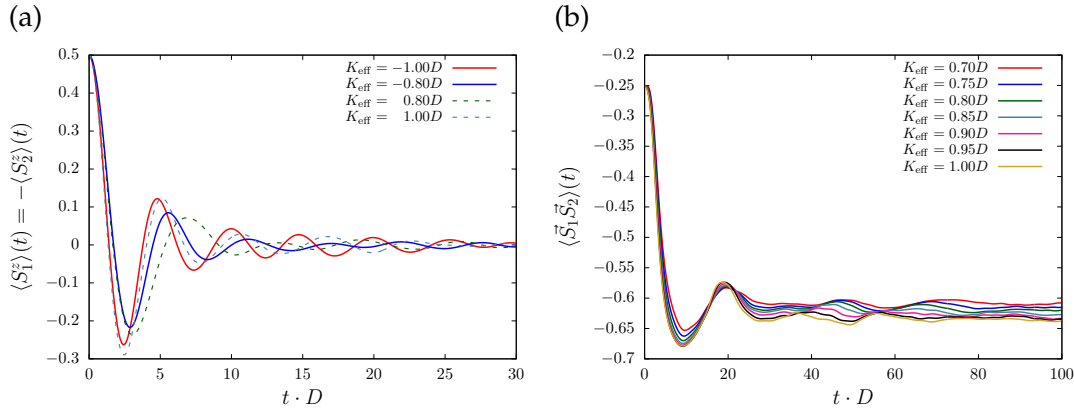 (a)
⟨S₁ᶻ⟩(t) = −⟨S₂ᶻ⟩(t)
0.5
0.4
0.3
0.2
0.1
0
−0.1
−0.2
−0.3
K_eff = −1.00D
K_eff = −0.80D
K_eff = 0.80D
K_eff = 1.00D
0 5 10 15 20 25 30
t · D
(b)
⟨S⃗₁S⃗₂⟩(t)
−0.2
−0.25
−0.3
−0.35
−0.4
−0.45
−0.5
−0.55
−0.6
−0.65
−0.7
K_eff = 0.70D
K_eff = 0.75D
K_eff = 0.80D
K_eff = 0.85D
K_eff = 0.90D
K_eff = 0.95D
K_eff = 1.00D
0 20 40 60 80 100
t · D